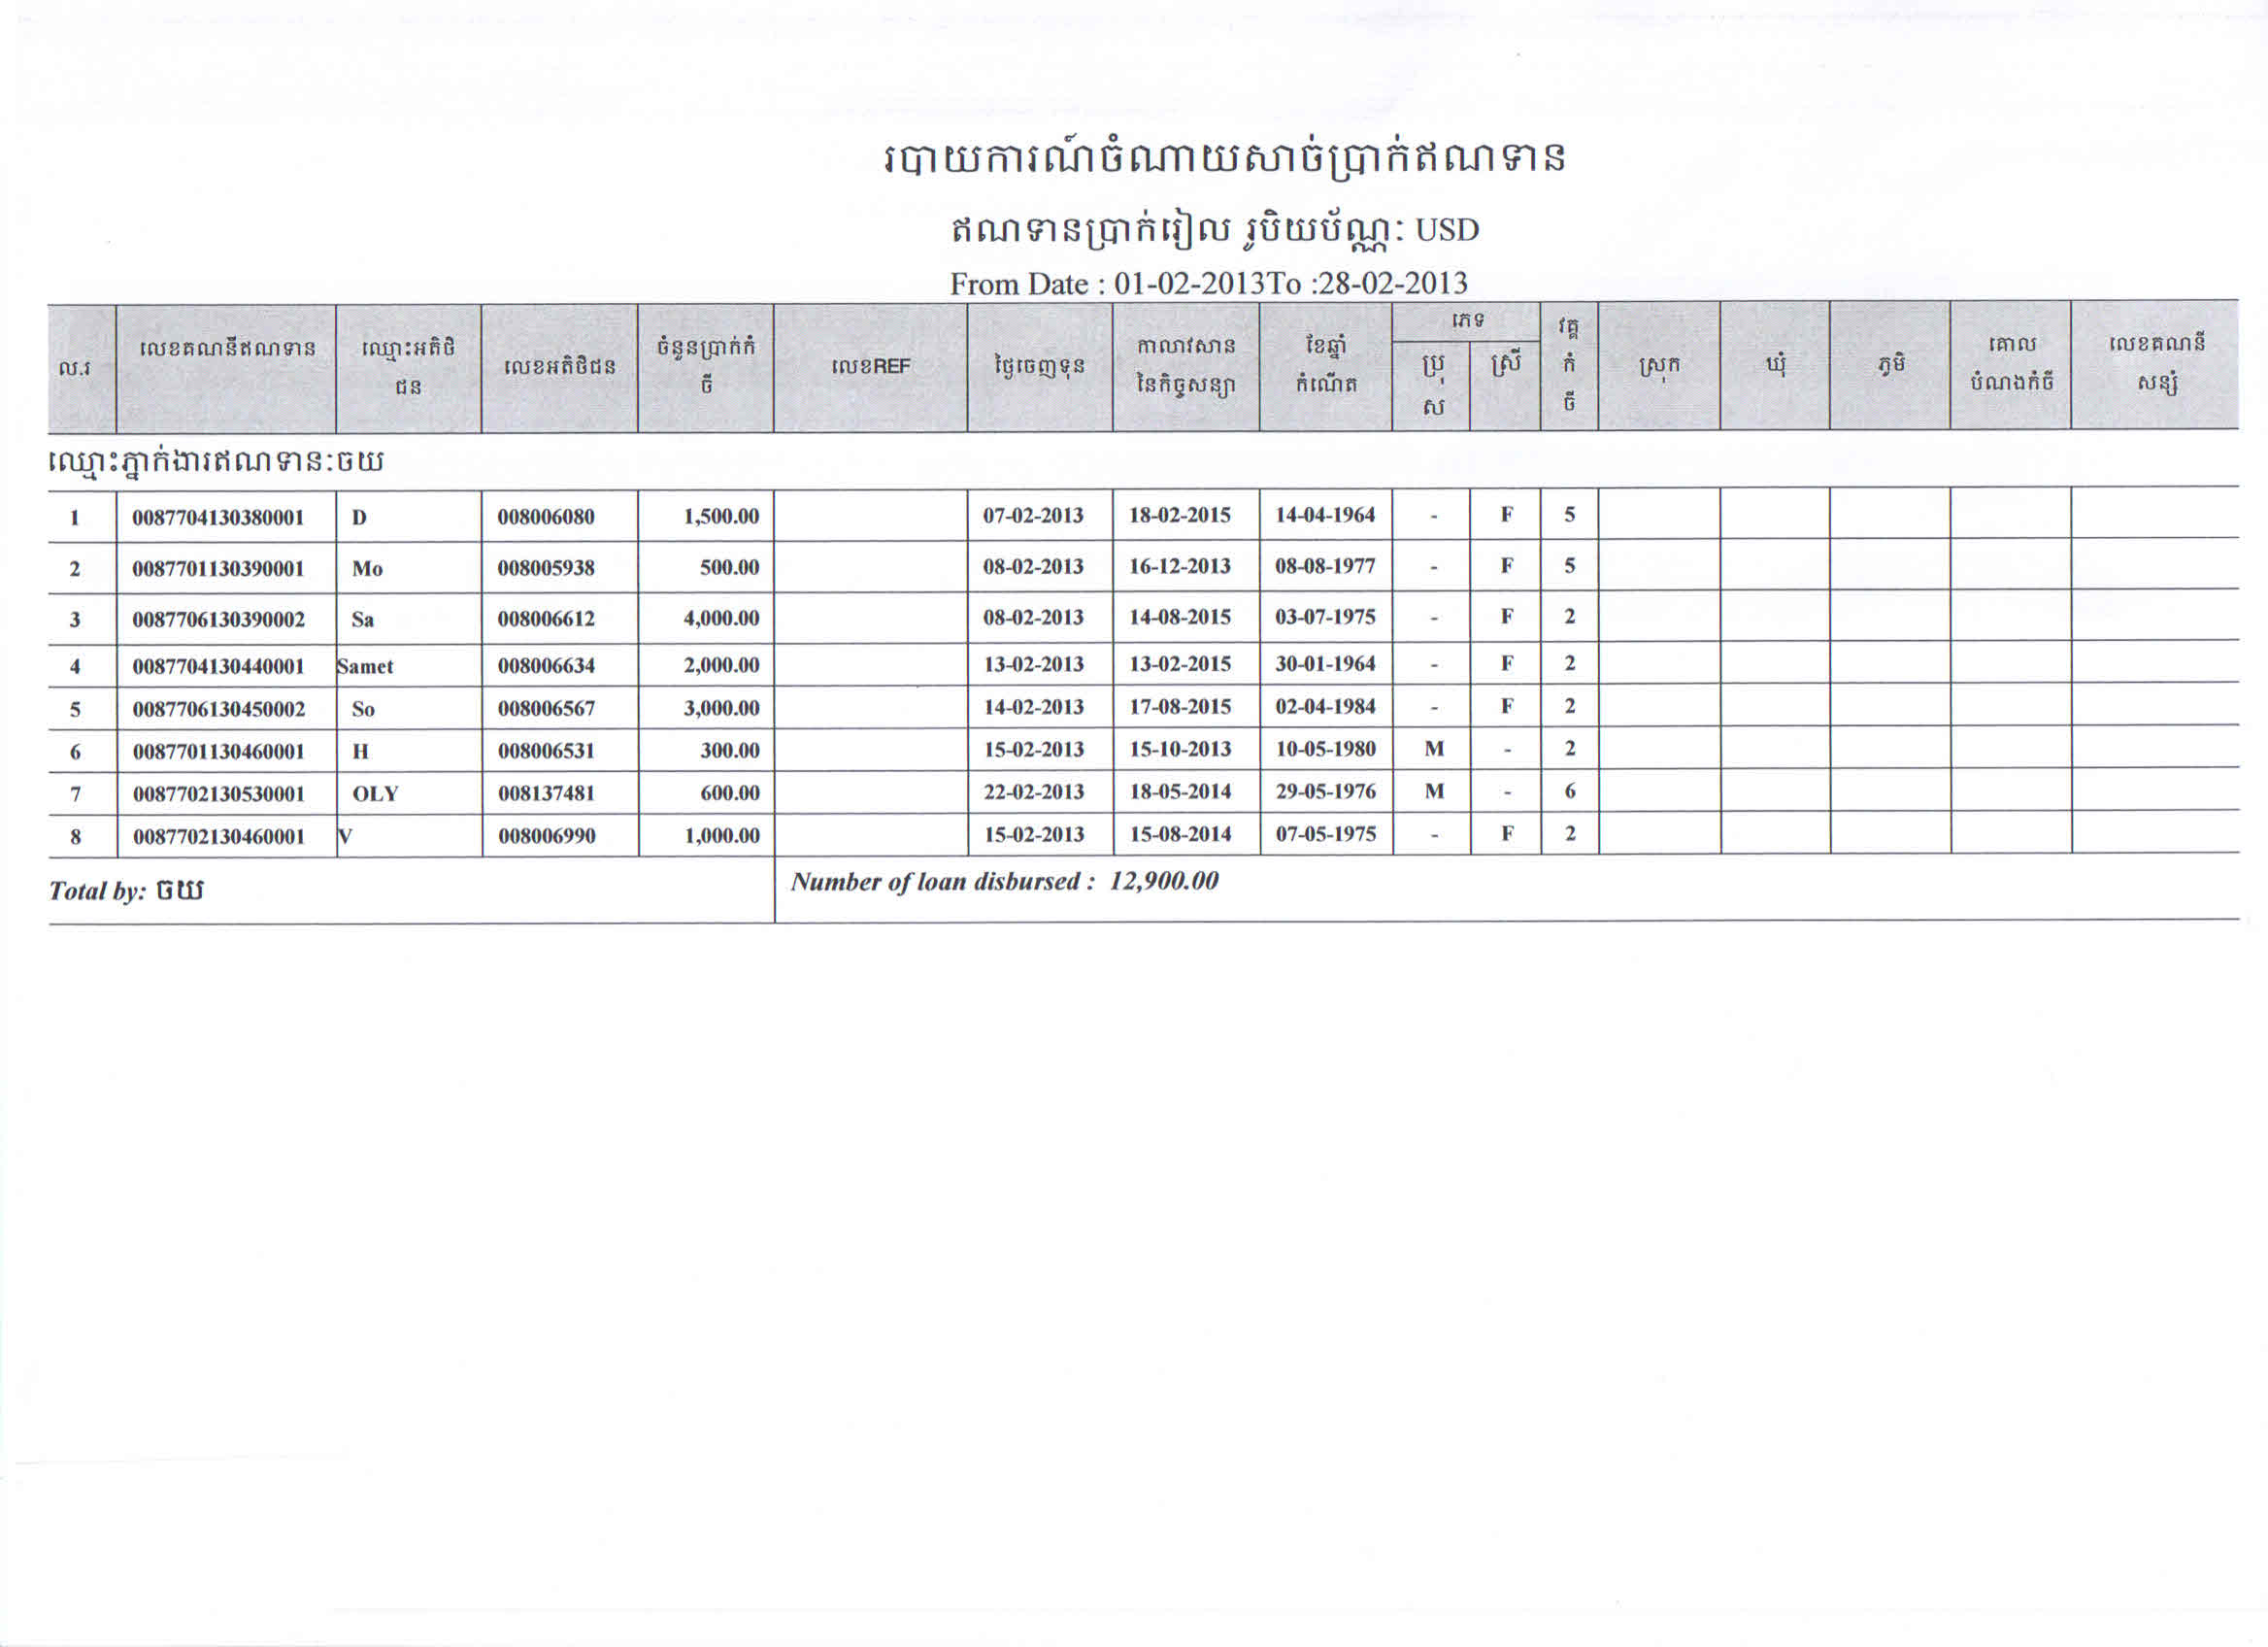 របាយការណ៍ចំណាយសាច់ប្រាក់ឥណទាន
ឥណទានប្រាក់រៀល រូបិយប័ណ្ណ: USD
From Date : 01-02-2013To :28-02-2013
ល.រ លេខគណនីឥណទាន ឈ្មោះអតិថិជន លេខអតិថិជន ចំនួនប្រាក់កំចី លេខREF ថ្ងៃចេញទុន កាលាវសាននៃកិច្ចសន្យា ខែឆ្នាំកំណើត ភេទ ប្រុស ស្រី វគ្គកំចី ស្រុក ឃុំ ភូមិ គោលបំណងកំចី លេខគណនីសន្សំ
ឈ្មោះភ្នាក់ងារឥណទាន:ចយ
1 0087704130380001 D 008006080 1,500.00 07-02-2013 18-02-2015 14-04-1964 - F 5
2 0087701130390001 Mo 008005938 500.00 08-02-2013 16-12-2013 08-08-1977 - F 5
3 0087706130390002 Sa 008006612 4,000.00 08-02-2013 14-08-2015 03-07-1975 - F 2
4 0087704130440001 Samet 008006634 2,000.00 13-02-2013 13-02-2015 30-01-1964 - F 2
5 0087706130450002 So 008006567 3,000.00 14-02-2013 17-08-2015 02-04-1984 - F 2
6 0087701130460001 H 008006531 300.00 15-02-2013 15-10-2013 10-05-1980 M - 2
7 0087702130530001 OLY 008137481 600.00 22-02-2013 18-05-2014 29-05-1976 M - 6
8 0087702130460001 V 008006990 1,000.00 15-02-2013 15-08-2014 07-05-1975 - F 2
Total by: ចយ Number of loan disbursed : 12,900.00